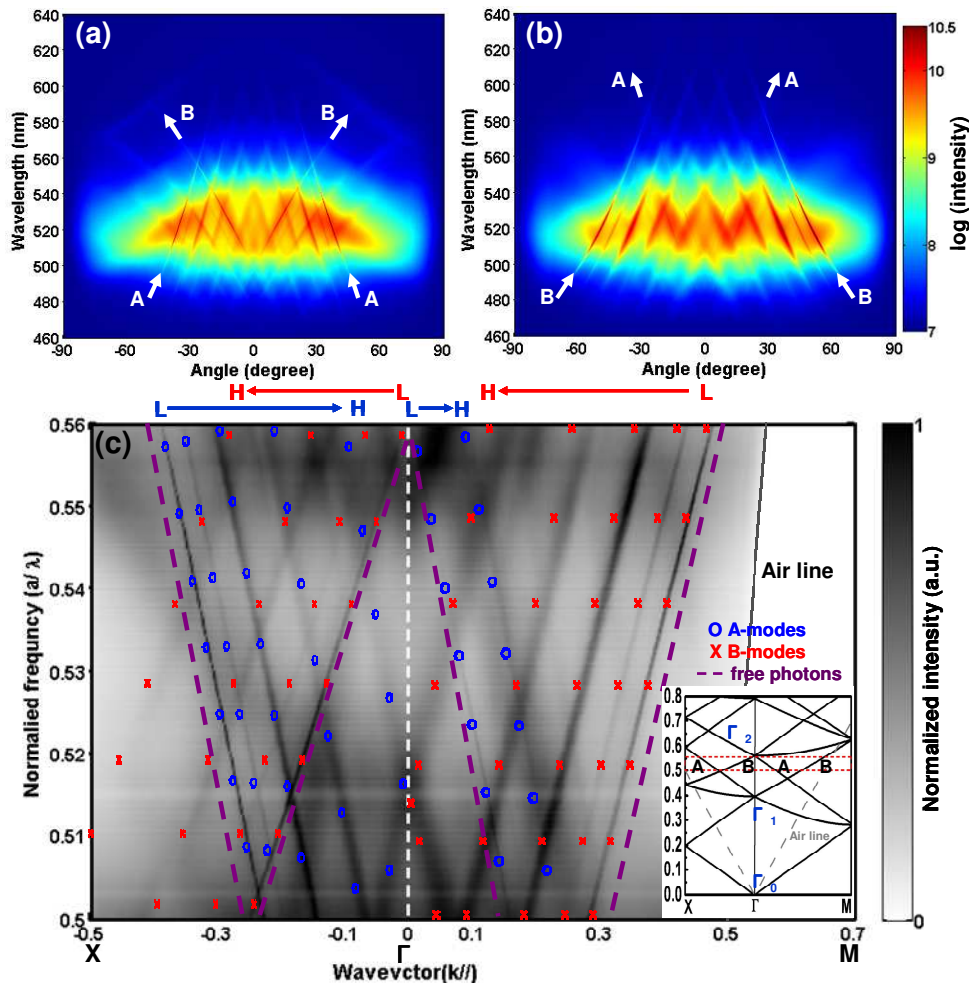 (a)
(b)
Wavelength (nm)
640
620
600
580
560
540
520
500
480
460
-90 -60 -30 0 30 60 90
Angle (degree)
A A
B B
Wavelength (nm)
640
620
600
580
560
540
520
500
480
460
-90 -60 -30 0 30 60 90
Angle (degree)
A A
B B
10.5
10
9
8
7
log (intensity)
H L H L
L H L H
(c)
Normalied frequency (a/ λ)
0.56
0.55
0.54
0.53
0.52
0.51
0.5
-0.5 -0.3 -0.1 0 0.1 0.3 0.5 0.7
X Γ M
Wavevctor(k//)
Air line
O A-modes
X B-modes
free photons
0.8
0.7
0.6
0.5
0.4
0.3
0.2
0.1
0.0
Γ 2
A B A B
Γ 1
Air line
Γ 0
X Γ M
1
0
Normalized intensity (a.u.)